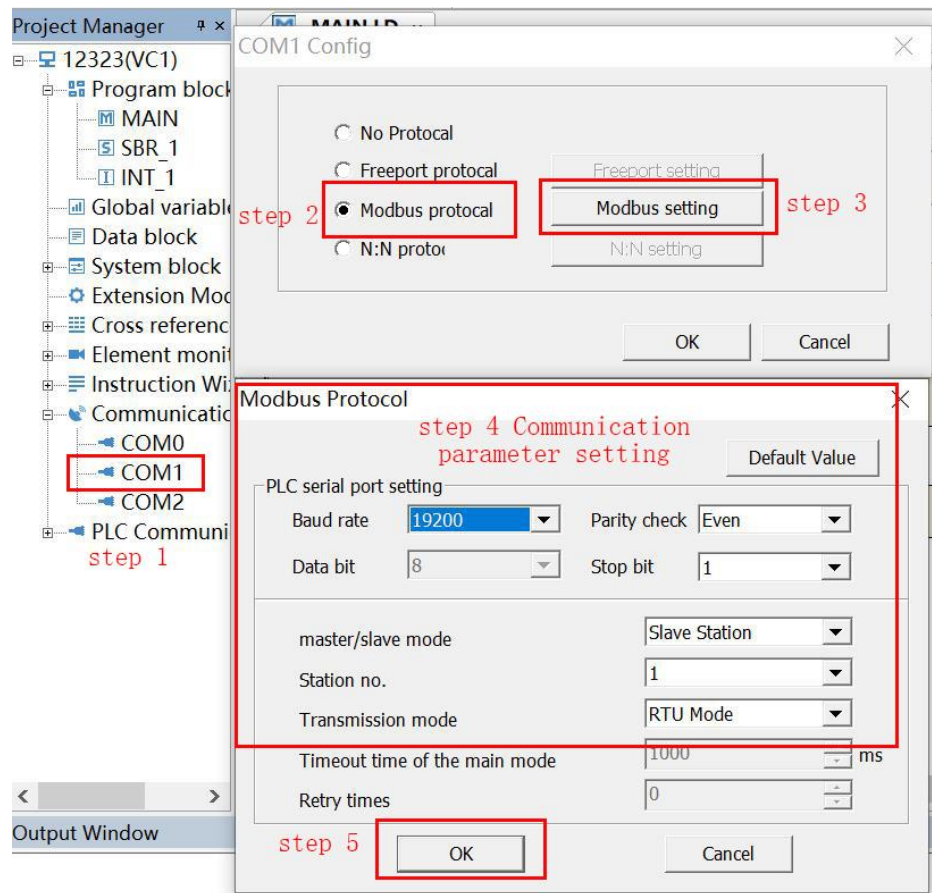 Project Manager
MAIN LD
12323(VC1)
Program block
MAIN
SBR_1
INT_1
Global variable
Data block
System block
Extension Mod
Cross referenc
Element monit
Instruction Wi
Communicatio
COM0
COM1
COM2
PLC Communi
step 1
Output Window
COM1 Config
No Protocal
Freeport protocal
Freeport setting
step 2
Modbus protocal
Modbus setting
step 3
N:N protoc
N:N setting
OK
Cancel
Modbus Protocol
step 4 Communication
parameter setting
Default Value
PLC serial port setting
Baud rate
19200
Parity check
Even
Data bit
8
Stop bit
1
master/slave mode
Slave Station
Station no.
1
Transmission mode
RTU Mode
Timeout time of the main mode
1000
ms
Retry times
0
step 5
OK
Cancel